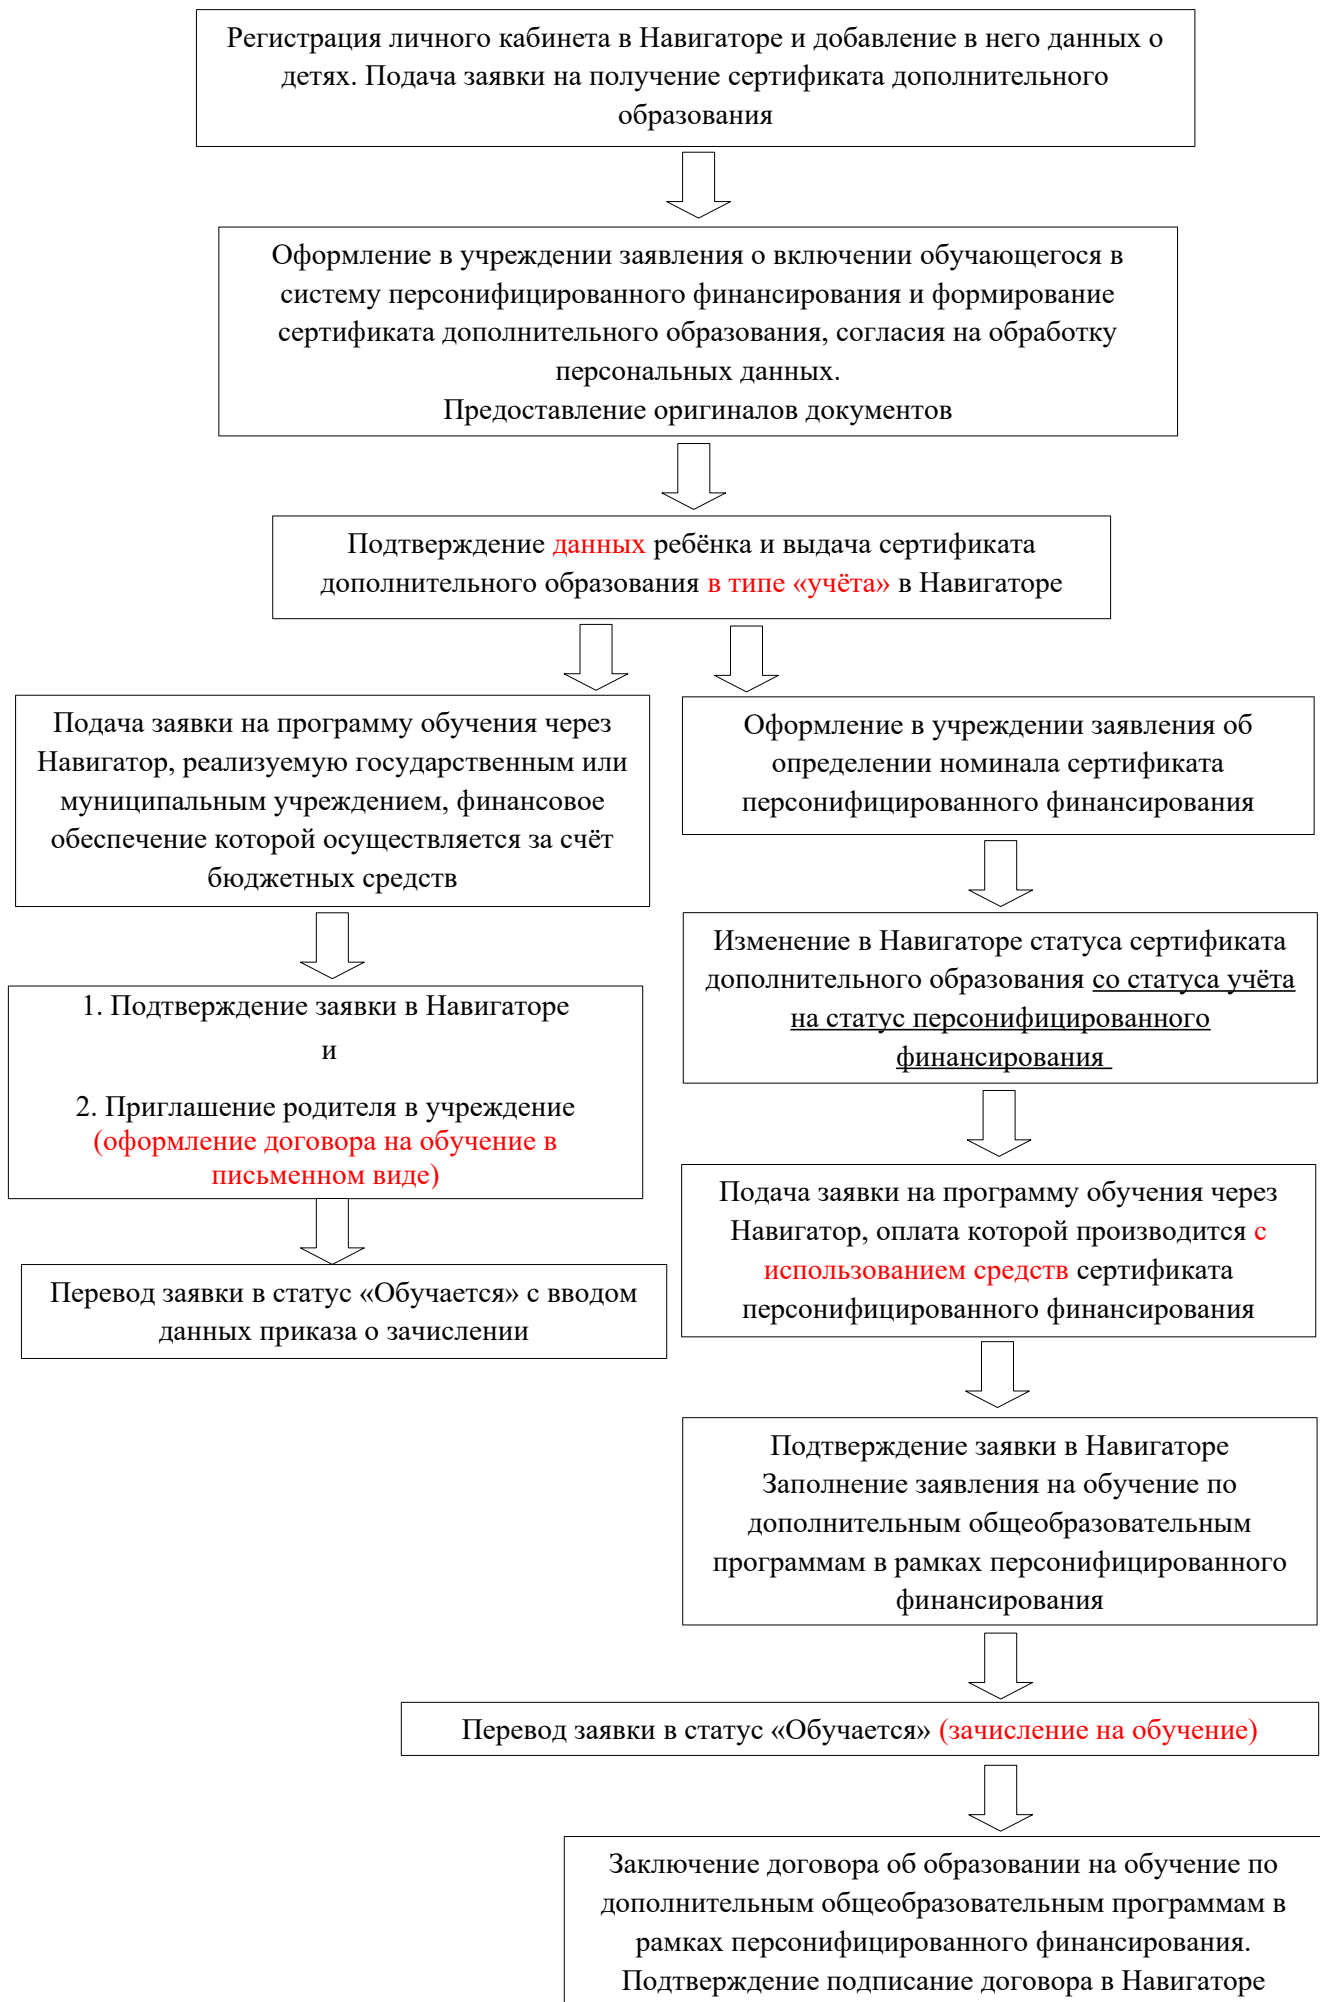 Регистрация личного кабинета в Навигаторе и добавление в него данных о
детях. Подача заявки на получение сертификата дополнительного
образования
Оформление в учреждении заявления о включении обучающегося в
систему персонифицированного финансирования и формирование
сертификата дополнительного образования, согласия на обработку
персональных данных.
Предоставление оригиналов документов
Подтверждение данных ребёнка и выдача сертификата
дополнительного образования в типе «учёта» в Навигаторе
Подача заявки на программу обучения через
Навигатор, реализуемую государственным или
муниципальным учреждением, финансовое
обеспечение которой осуществляется за счёт
бюджетных средств
1. Подтверждение заявки в Навигаторе
и
2. Приглашение родителя в учреждение
(оформление договора на обучение в
письменном виде)
Перевод заявки в статус «Обучается» с вводом
данных приказа о зачислении
Оформление в учреждении заявления об
определении номинала сертификата
персонифицированного финансирования
Изменение в Навигаторе статуса сертификата
дополнительного образования со статуса учёта
на статус персонифицированного
финансирования
Подача заявки на программу обучения через
Навигатор, оплата которой производится с
использованием средств сертификата
персонифицированного финансирования
Подтверждение заявки в Навигаторе
Заполнение заявления на обучение по
дополнительным общеобразовательным
программам в рамках персонифицированного
финансирования
Перевод заявки в статус «Обучается» (зачисление на обучение)
Заключение договора об образовании на обучение по
дополнительным общеобразовательным программам в
рамках персонифицированного финансирования.
Подтверждение подписание договора в Навигаторе